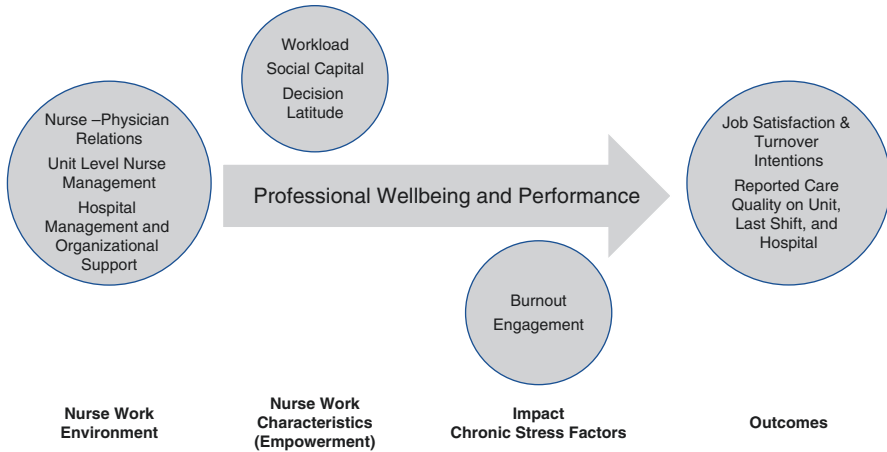 Nurse –Physician
Relations
Unit Level Nurse
Management
Hospital
Management and
Organizational
Support
Workload
Social Capital
Decision
Latitude
Professional Wellbeing and Performance
Burnout
Engagement
Job Satisfaction &
Turnover
Intentions
Reported Care
Quality on Unit,
Last Shift, and
Hospital
Nurse Work
Environment
Nurse Work
Characteristics
(Empowerment)
Impact
Chronic Stress Factors
Outcomes